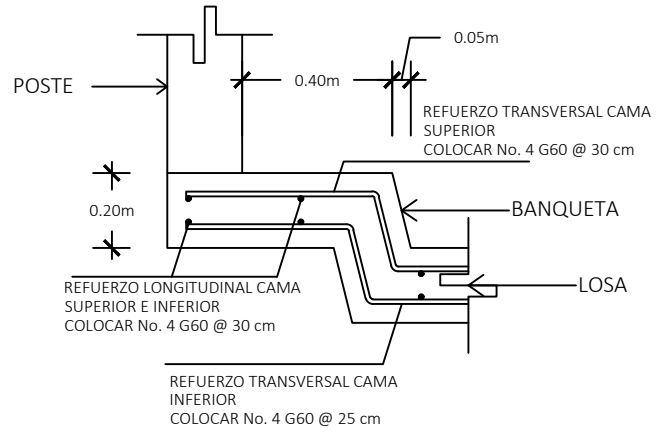 0.05m
POSTE
0.40m
REFUERZO TRANSVERSAL CAMA
SUPERIOR
COLOCAR No. 4 G60 @ 30 cm
0.20m
BANQUETA
LOSA
REFUERZO LONGITUDINAL CAMA
SUPERIOR E INFERIOR
COLOCAR No. 4 G60 @ 30 cm
REFUERZO TRANSVERSAL CAMA
INFERIOR
COLOCAR No. 4 G60 @ 25 cm